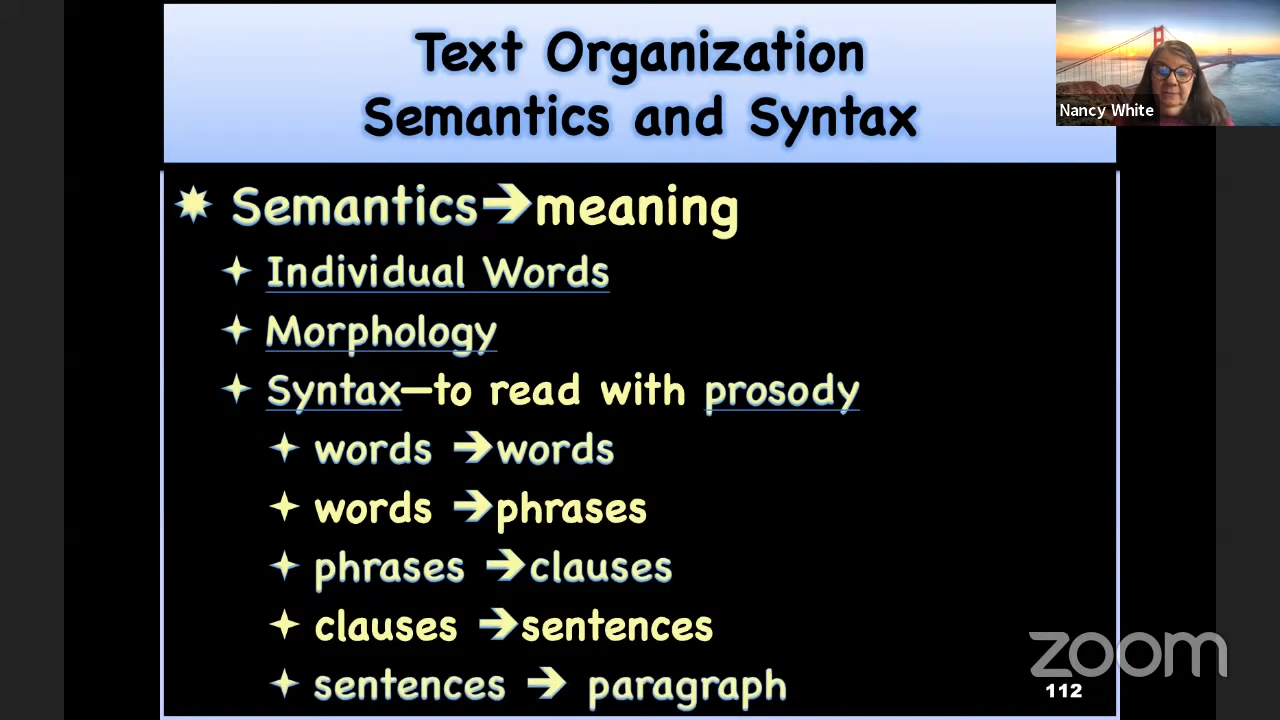 Text Organization
Semantics and Syntax
Nancy White
Semantics➔meaning
Individual Words
Morphology
Syntax—to read with prosody
words ➔words
words ➔phrases
phrases ➔clauses
clauses ➔sentences
sentences ➔ paragraph
zoom
112